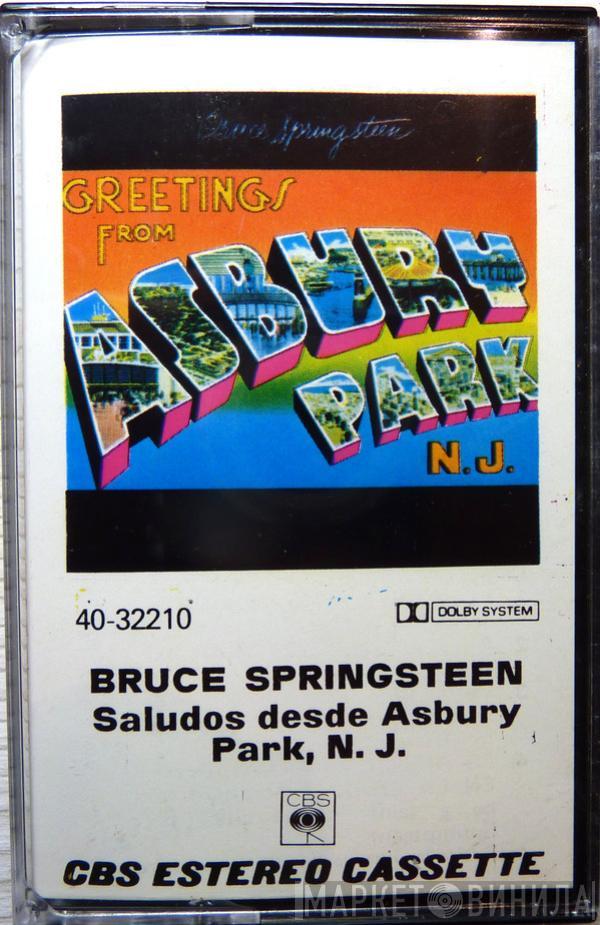 Bruce Springsteen
GREETINGS
FROM
ASBURY
PARK
N.J.
40-32210
DOLBY SYSTEM
BRUCE SPRINGSTEEN
Saludos desde Asbury
Park, N. J.
CBS
CBS ESTEREO CASSETTE
МАРКЕТ ВИНИЛА